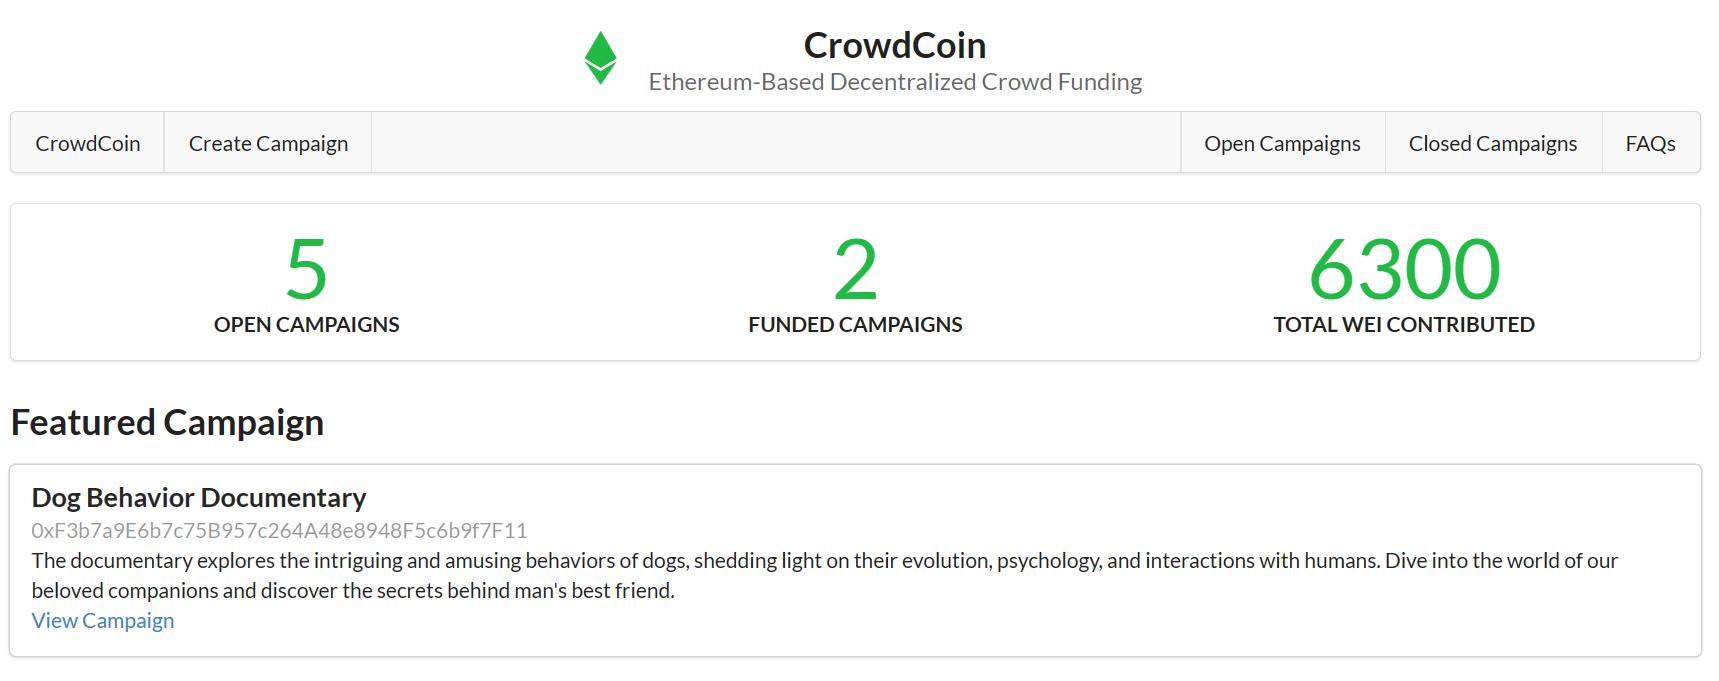 CrowdCoin
Ethereum-Based Decentralized Crowd Funding
CrowdCoin
Create Campaign
Open Campaigns
Closed Campaigns
FAQs
5
OPEN CAMPAIGNS
2
FUNDED CAMPAIGNS
6300
TOTAL WEI CONTRIBUTED
Featured Campaign
Dog Behavior Documentary
0xF3b7a9E6b7c75B957c264A48e8948F5c6b9f7F11
The documentary explores the intriguing and amusing behaviors of dogs, shedding light on their evolution, psychology, and interactions with humans. Dive into the world of our
beloved companions and discover the secrets behind man's best friend.
View Campaign